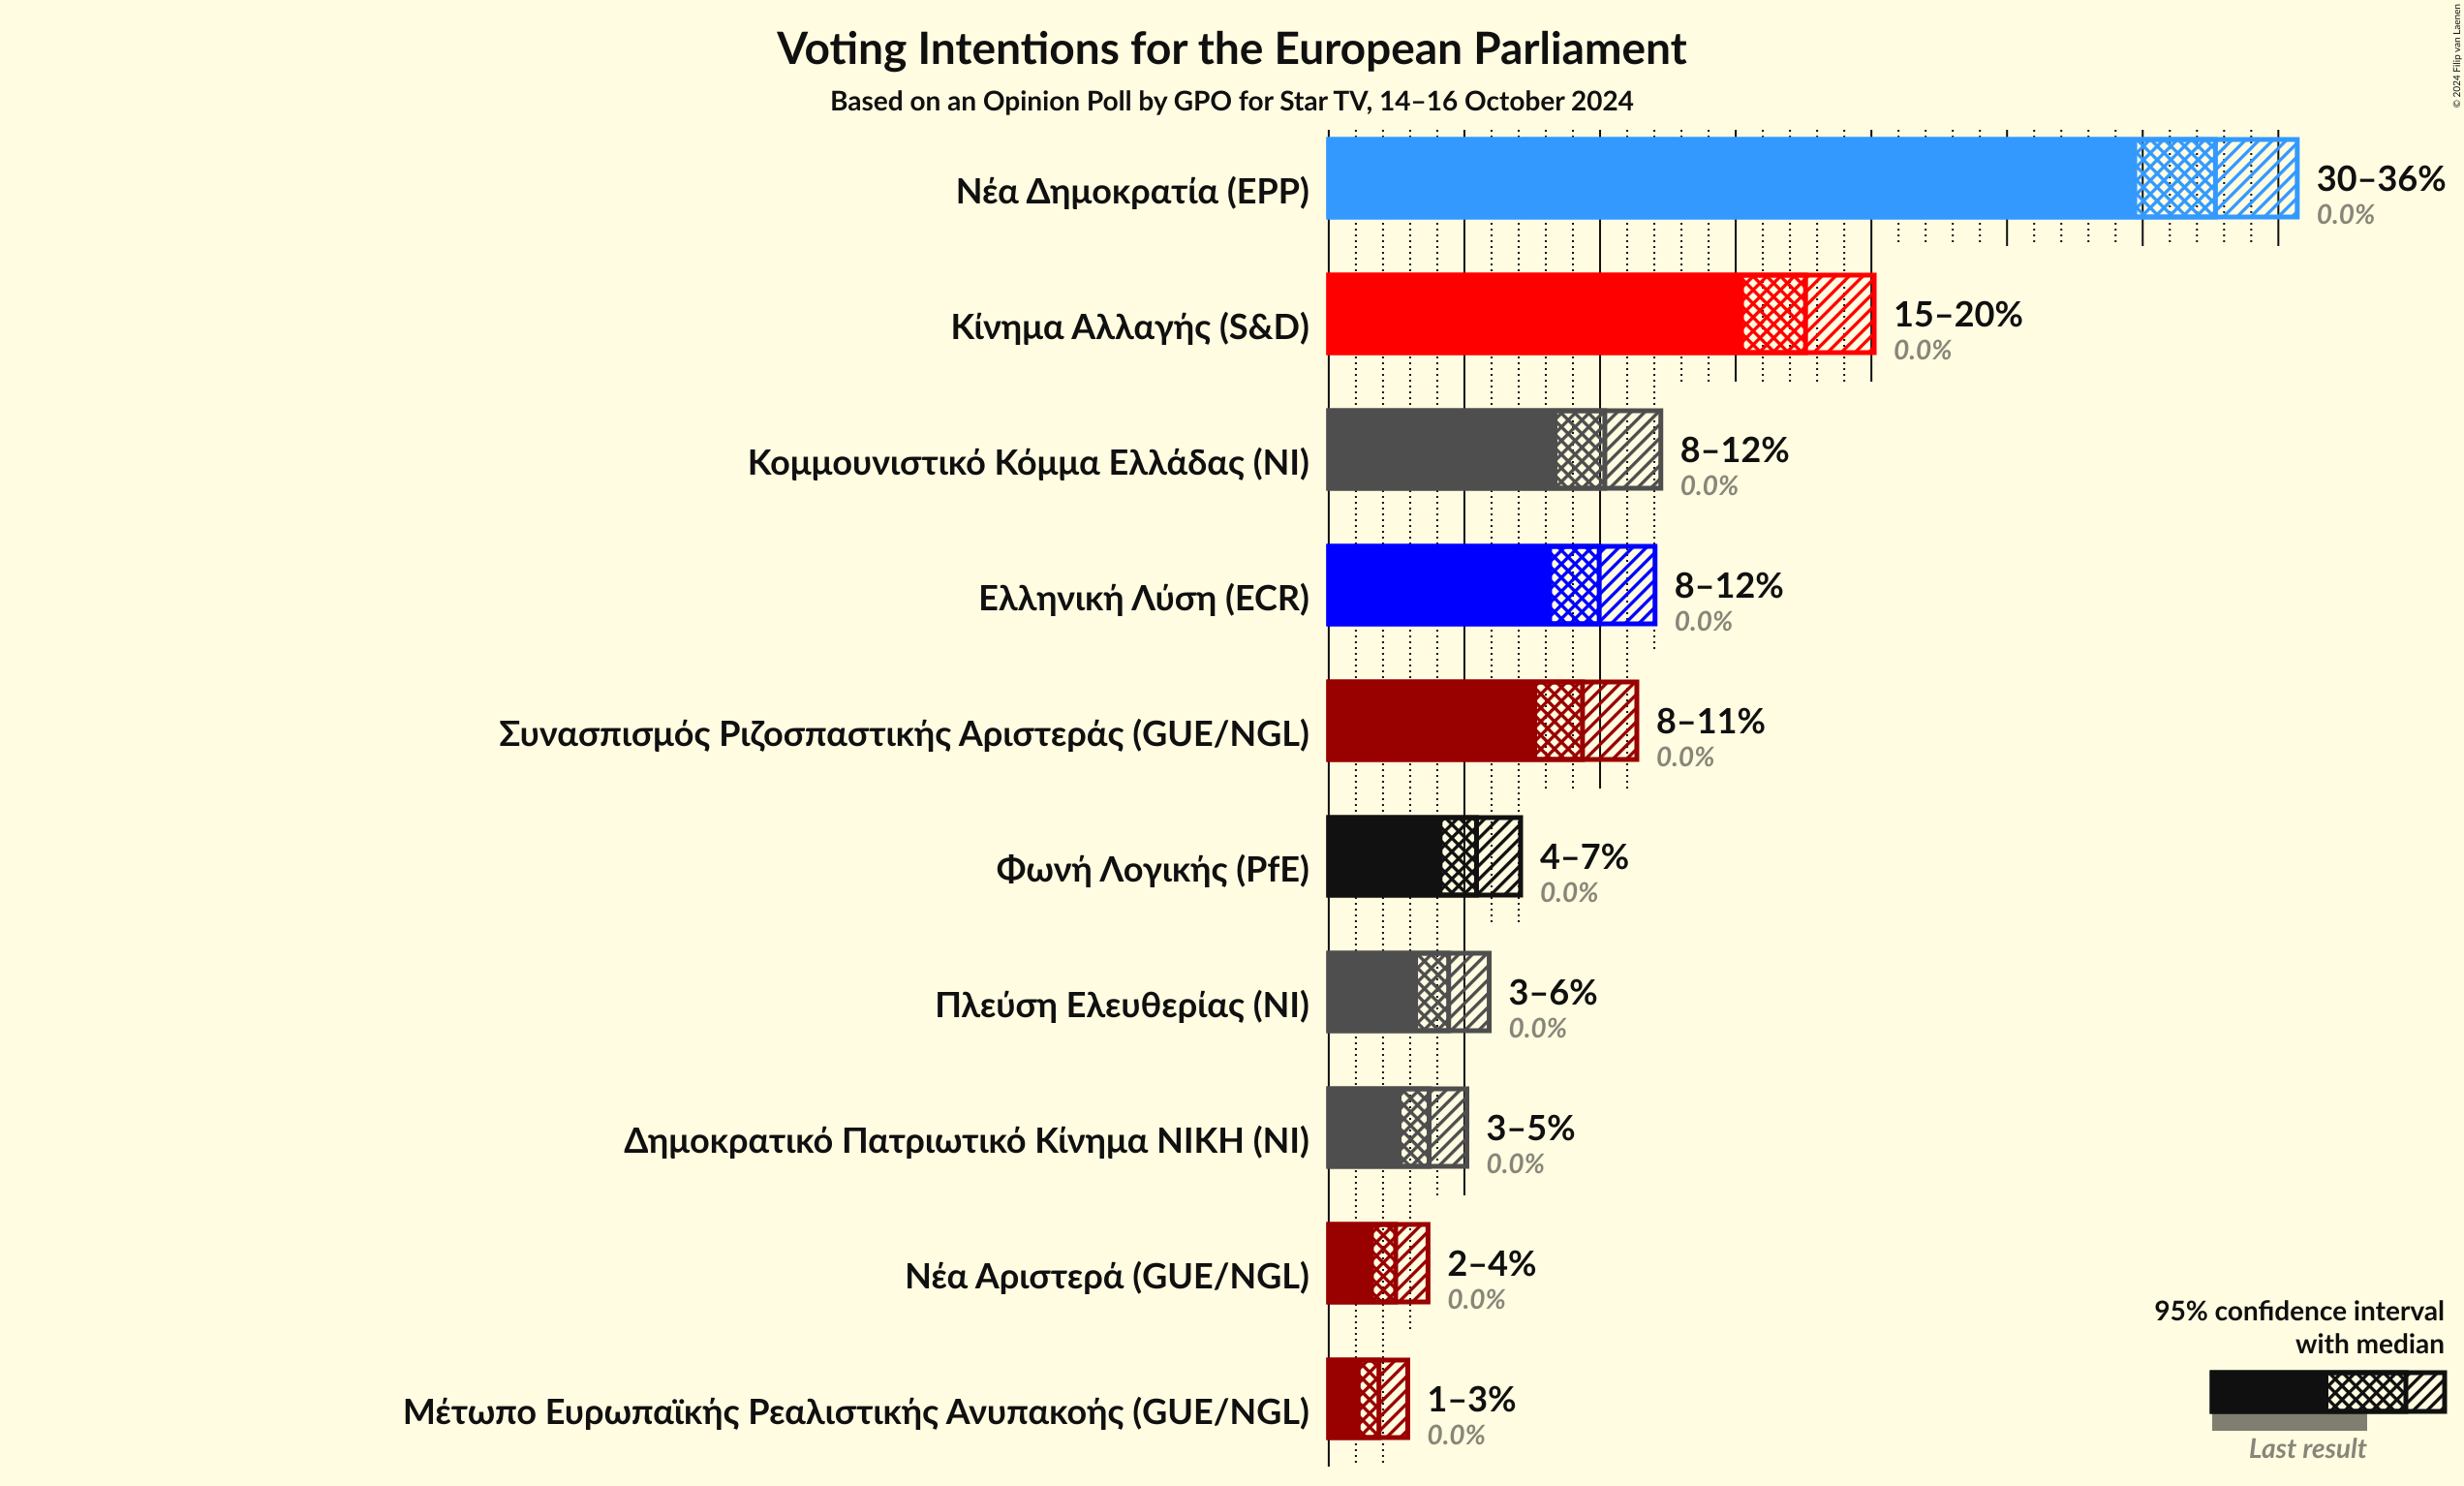 Voting Intentions for the European Parliament
Based on an Opinion Poll by GPO for Star TV, 14–16 October 2024
© 2024 Filip van Laenen
Νέα Δημοκρατία (EPP)
30–36%
0.0%
Κίνημα Αλλαγής (S&D)
15–20%
0.0%
Κομμουνιστικό Κόμμα Ελλάδας (NI)
8–12%
0.0%
Ελληνική Λύση (ECR)
8–12%
0.0%
Συνασπισμός Ριζοσπαστικής Αριστεράς (GUE/NGL)
8–11%
0.0%
Φωνή Λογικής (PfE)
4–7%
0.0%
Πλεύση Ελευθερίας (NI)
3–6%
0.0%
Δημοκρατικό Πατριωτικό Κίνημα ΝΙΚΗ (NI)
3–5%
0.0%
Νέα Αριστερά (GUE/NGL)
2–4%
0.0%
Μέτωπο Ευρωπαϊκής Ρεαλιστικής Ανυπακοής (GUE/NGL)
1–3%
0.0%
95% confidence interval
with median
Last result